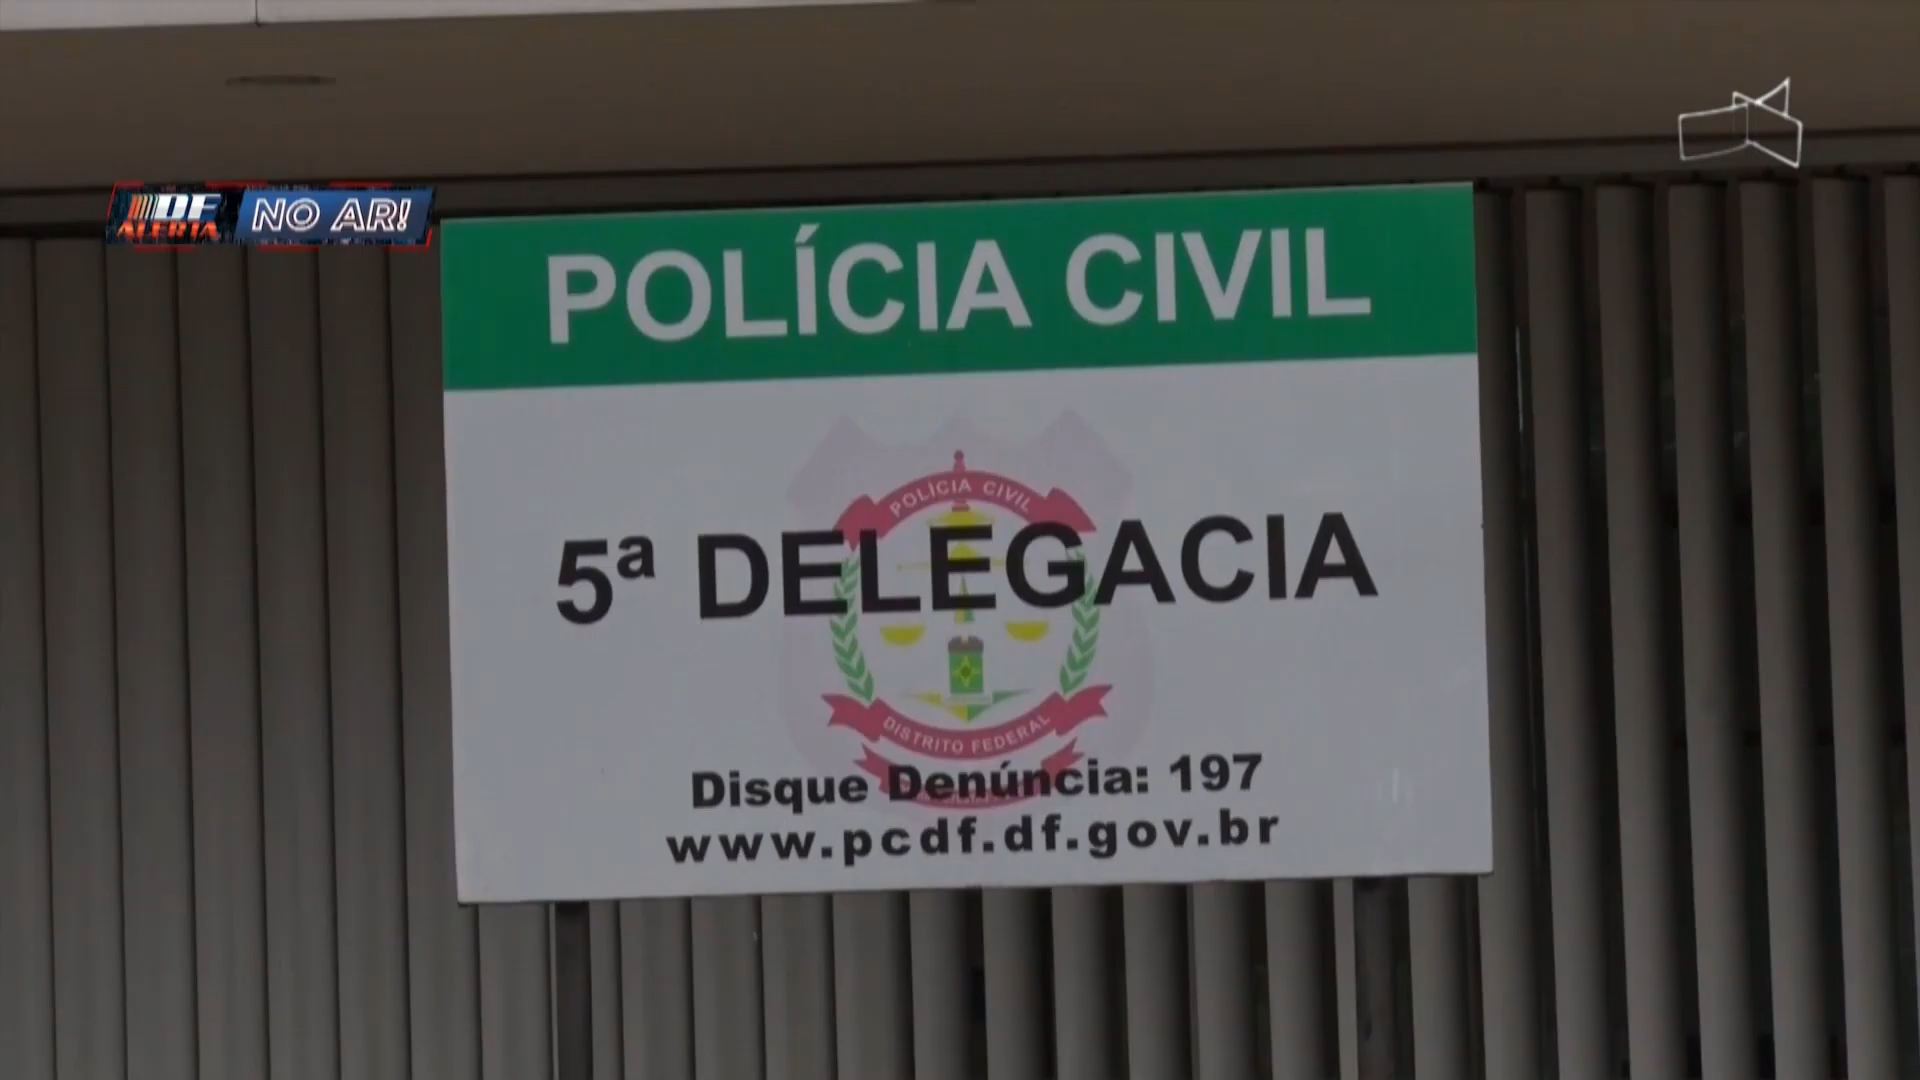 DF ALERTA NO AR!
POLÍCIA CIVIL
POLÍCIA CIVIL
5ª DELEGACIA
DISTRITO FEDERAL
Disque Denúncia: 197
www.pcdf.df.gov.br